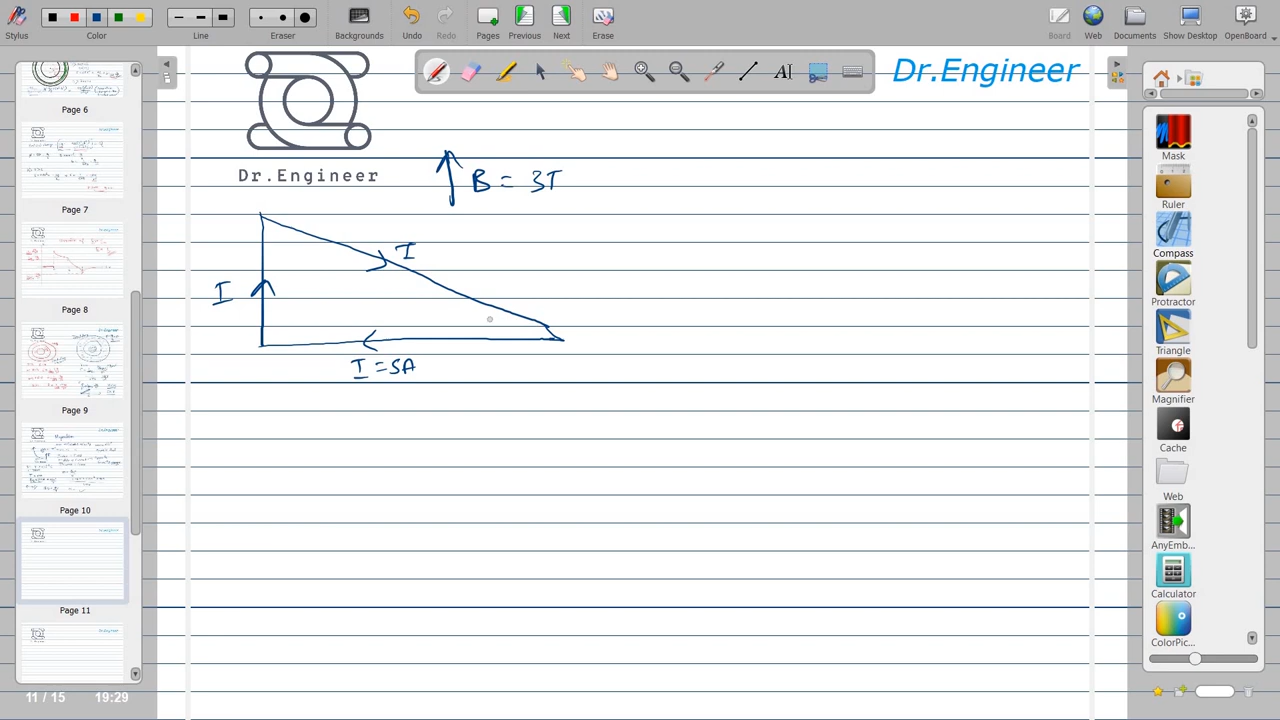 Stylus
Color
Line
Eraser
Backgrounds
Undo
Redo
Pages
Previous
Next
Erase
Board
Web
Documents
Show Desktop
OpenBoard
Dr.Engineer
Dr.Engineer
B = 3T
I
I
I = 5A
Page 6
Page 7
Page 8
Page 9
Page 10
Page 11
11 / 15
19:29
Mask
Ruler
Compass
Protractor
Triangle
Magnifier
Cache
Web
AnyEmb...
Calculator
ColorPic...